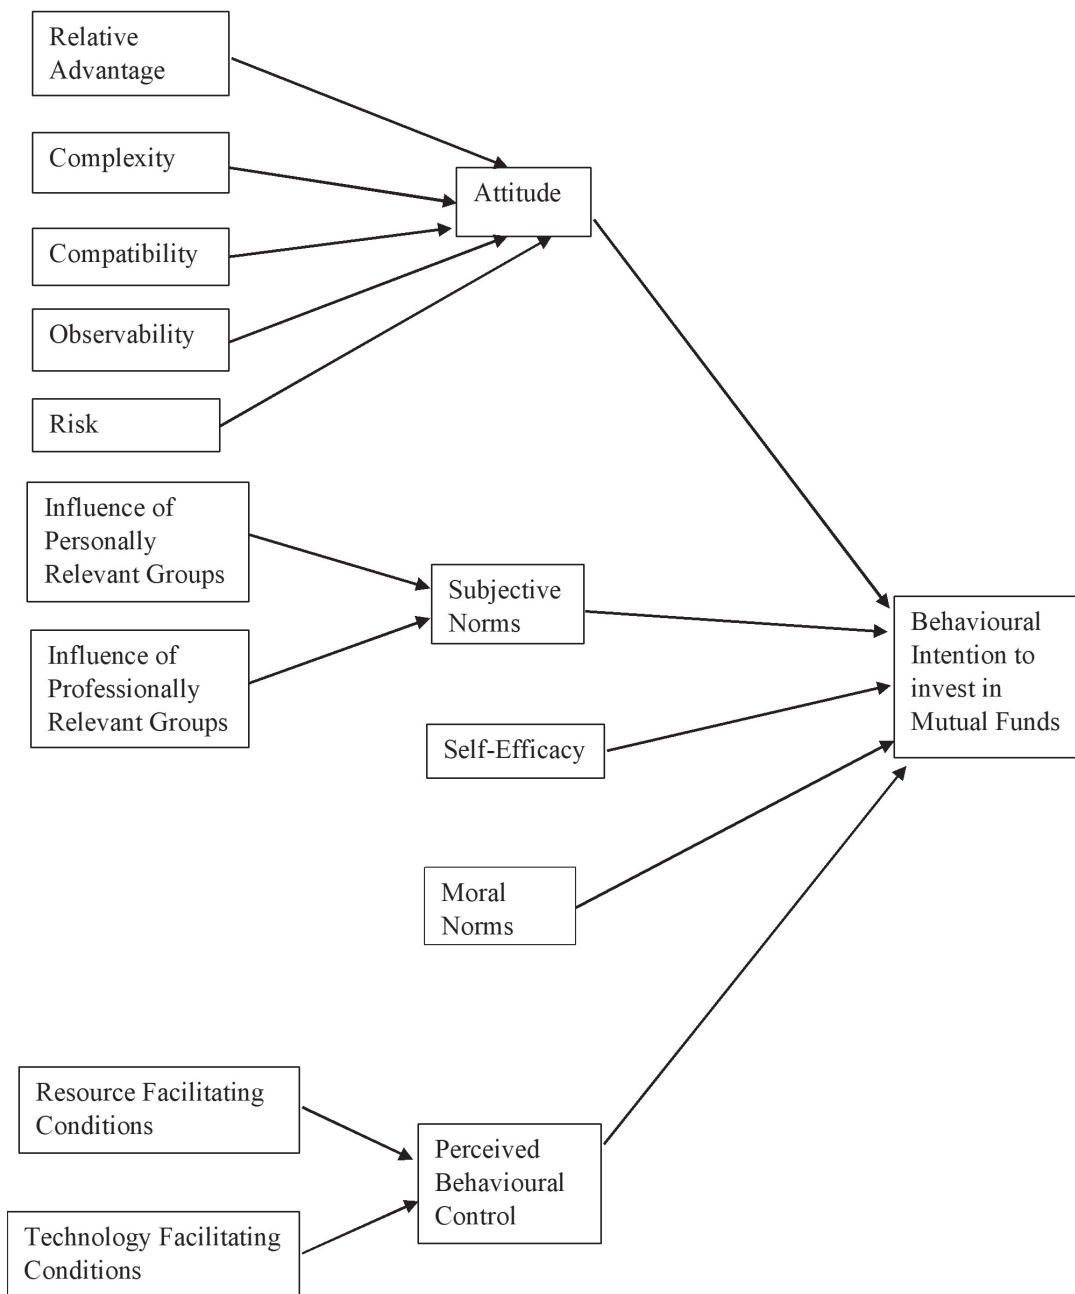 Relative
Advantage
Complexity
Attitude
Compatibility
Observability
Risk
Influence of
Personally
Relevant Groups
Subjective
Norms
Behavioural
Intention to
invest in
Mutual Funds
Influence of
Professionally
Relevant Groups
Self-Efficacy
Moral
Norms
Resource Facilitating
Conditions
Perceived
Behavioural
Control
Technology Facilitating
Conditions